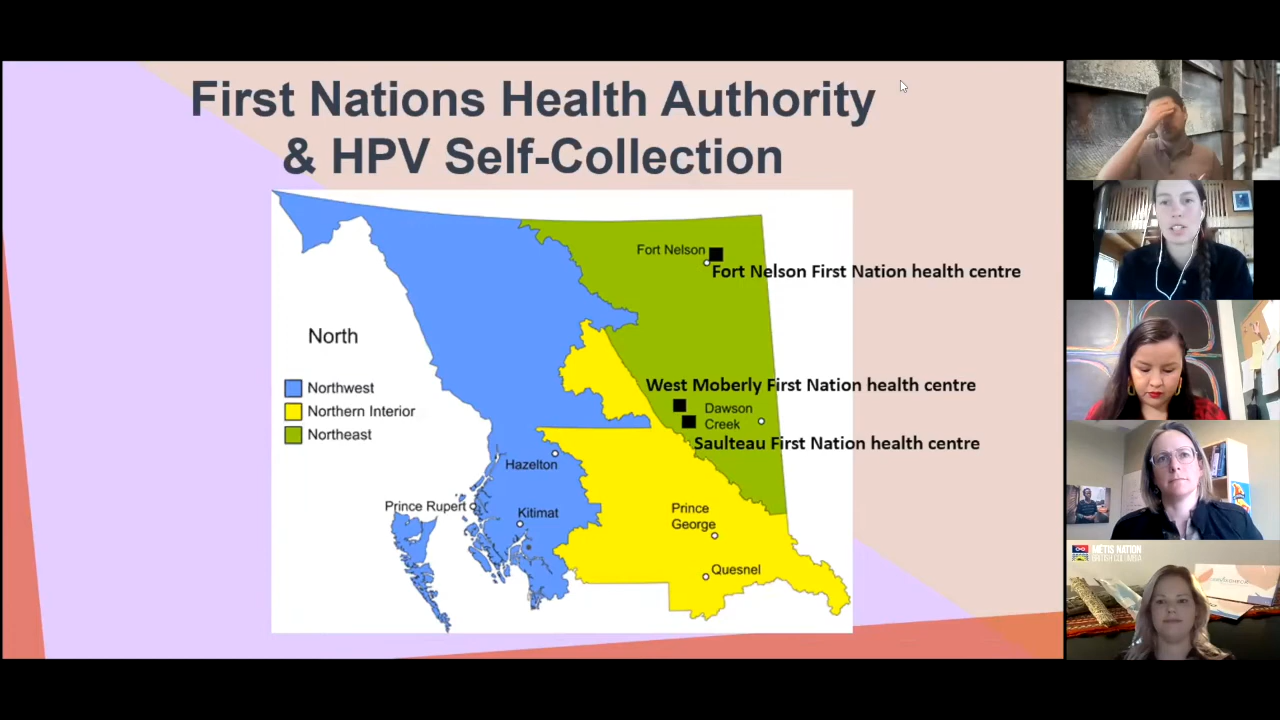 First Nations Health Authority
& HPV Self-Collection
Fort Nelson
Fort Nelson First Nation health centre
North
Northwest
Northern Interior
Northeast
West Moberly First Nation health centre
Dawson
Creek
Saulteau First Nation health centre
Hazelton
Prince Rupert
Kitimat
Prince
George
Quesnel
MÉTIS NATION
BRITISH COLUMBIA